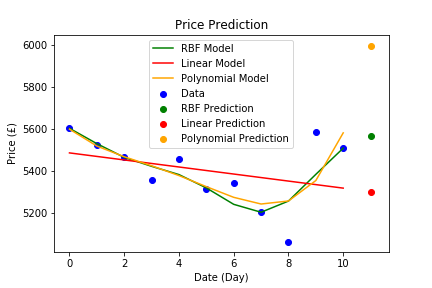 Price Prediction
Price (£)
6000
5800
5600
5400
5200
RBF Model
Linear Model
Polynomial Model
Data
RBF Prediction
Linear Prediction
Polynomial Prediction
0
2
4
6
8
10
Date (Day)